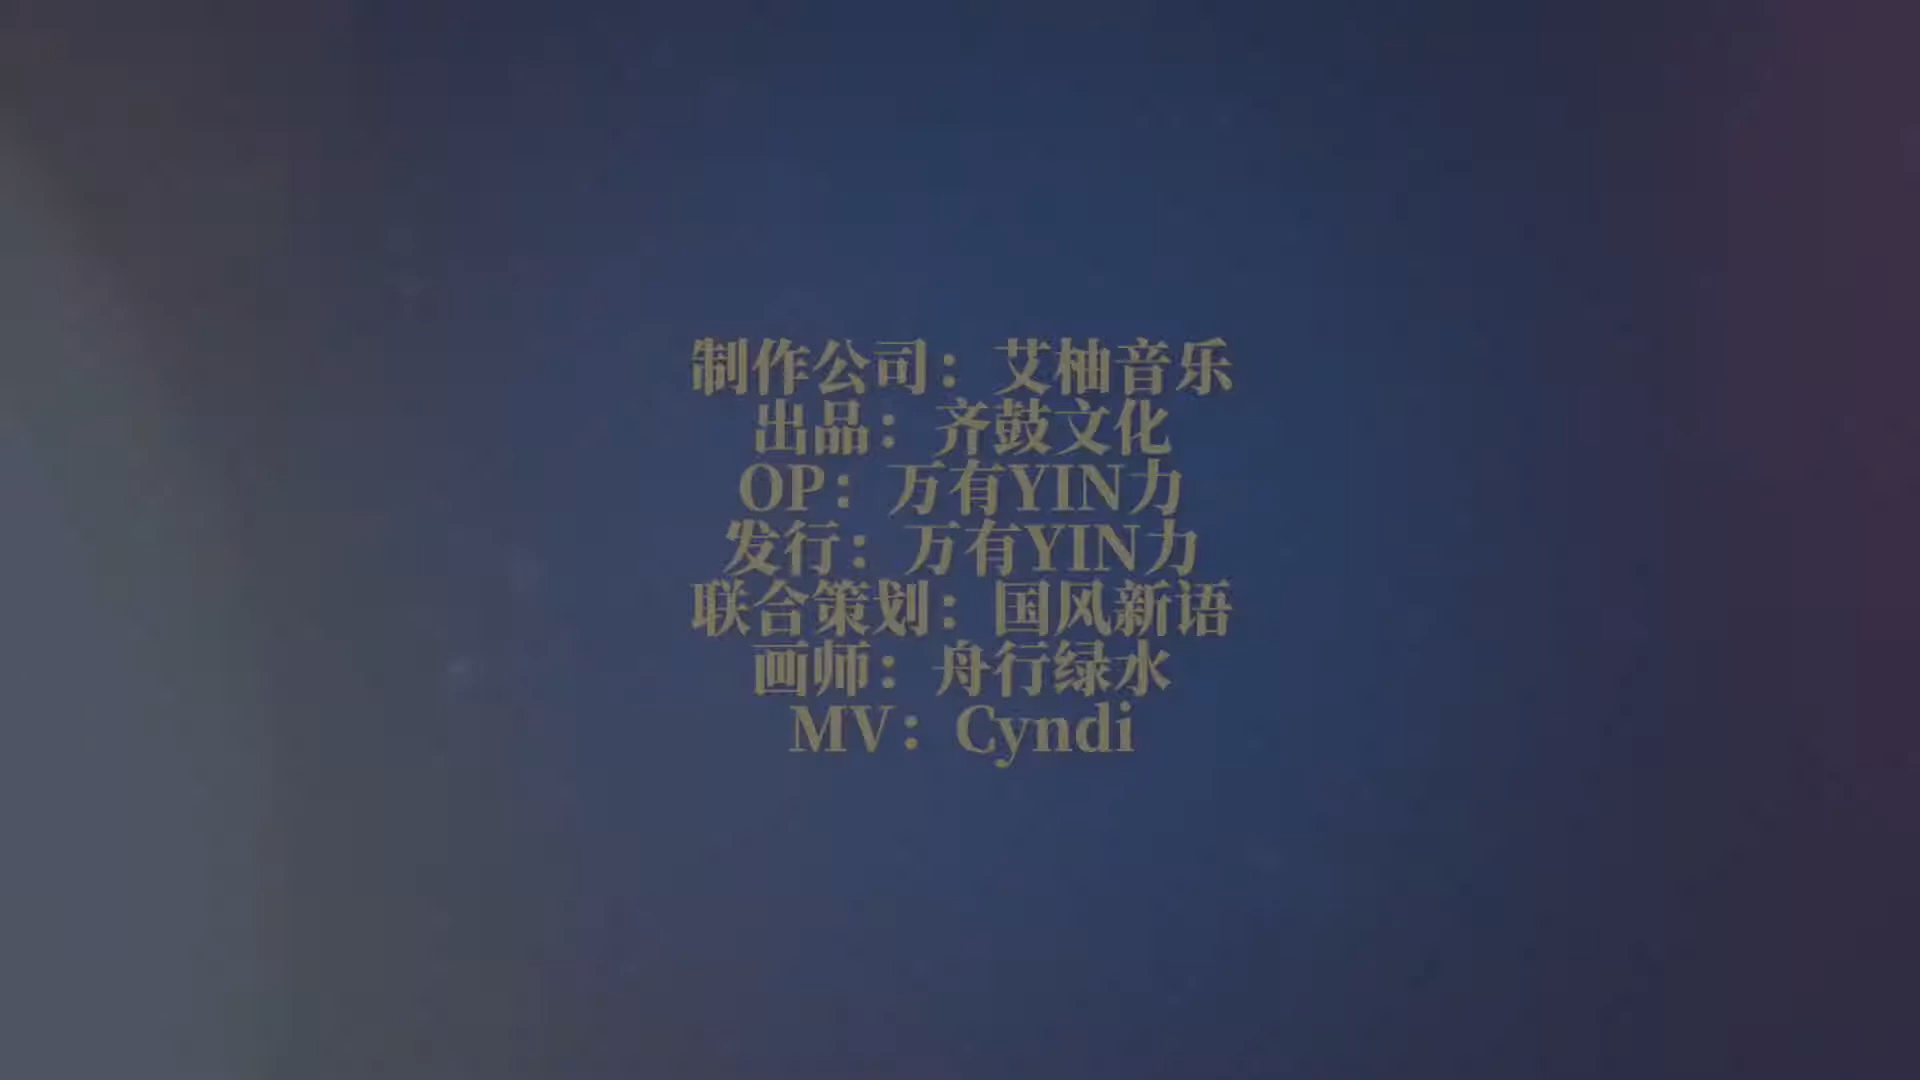 制作公司：艾柚音乐
出品：齐鼓文化
OP：万有YIN力
发行：万有YIN力
联合策划：国风新语
画师：舟行绿水
MV：Cyndi